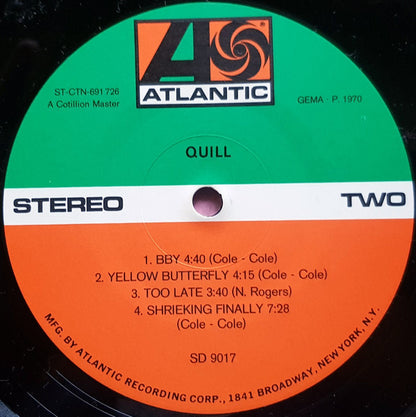 A
ATLANTIC
ST-CTN-691 726
A Cotillion Master
GEMA · P. 1970
QUILL
STEREO
TWO
1. BBY 4:40 (Cole - Cole)
2. YELLOW BUTTERFLY 4:15 (Cole - Cole)
3. TOO LATE 3:40 (N. Rogers)
4. SHRIEKING FINALLY 7:28
(Cole - Cole)
SD 9017
MFG. BY ATLANTIC RECORDING CORP., 1841 BROADWAY, NEW YORK, N.Y.